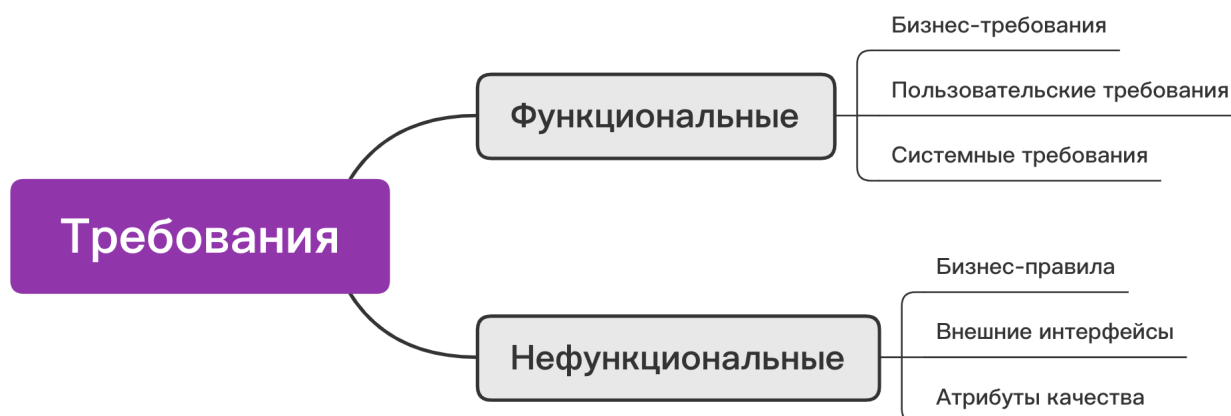 Требования
Функциональные
Бизнес-требования
Пользовательские требования
Системные требования
Нефункциональные
Бизнес-правила
Внешние интерфейсы
Атрибуты качества